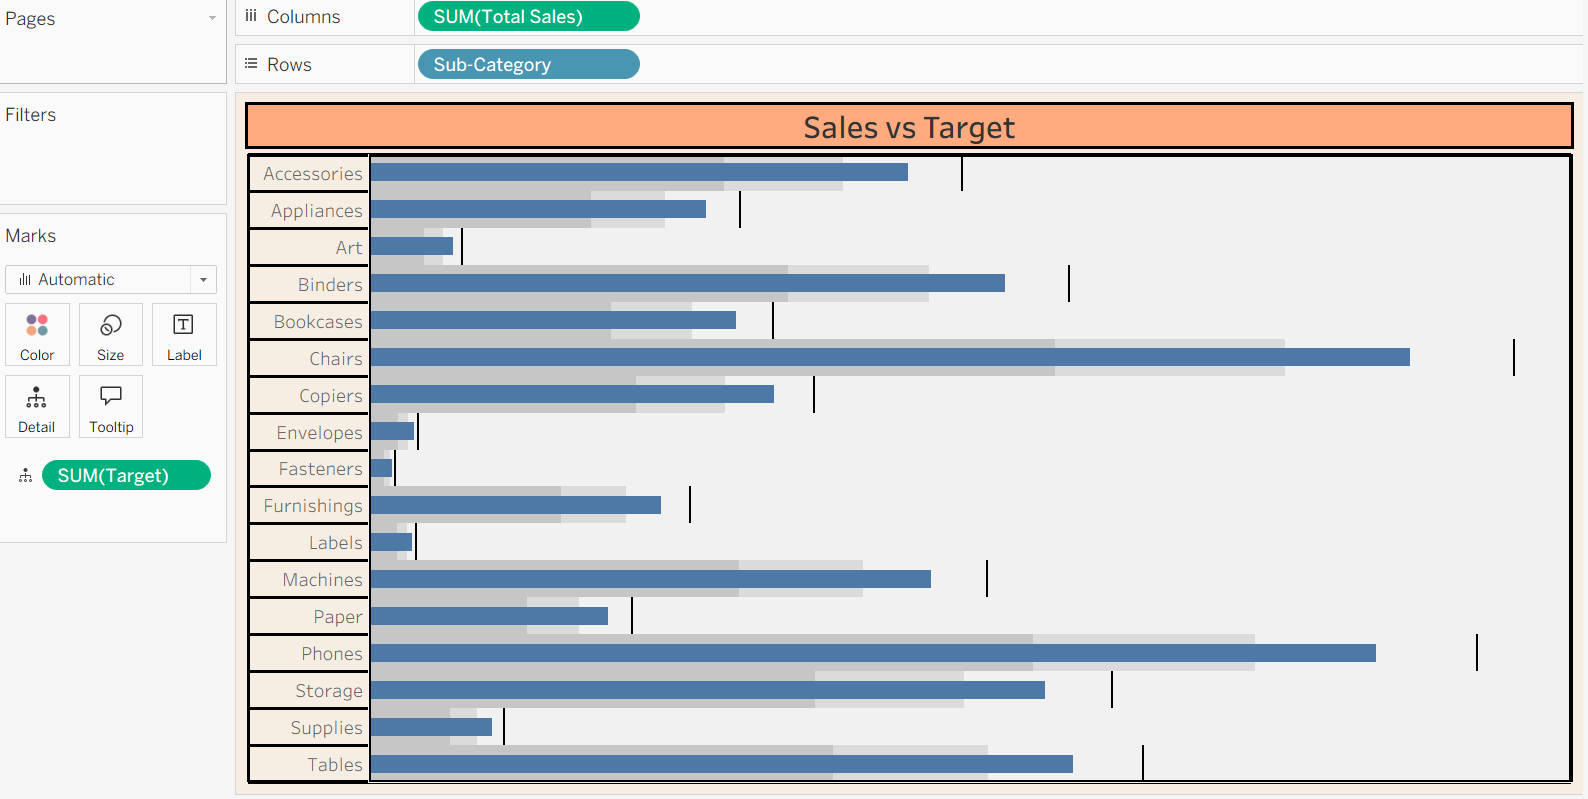 Pages
Columns
SUM(Total Sales)
Rows
Sub-Category
Filters
Marks
Automatic
Color
Size
Label
Detail
Tooltip
SUM(Target)
Sales vs Target
Accessories
Appliances
Art
Binders
Bookcases
Chairs
Copiers
Envelopes
Fasteners
Furnishings
Labels
Machines
Paper
Phones
Storage
Supplies
Tables